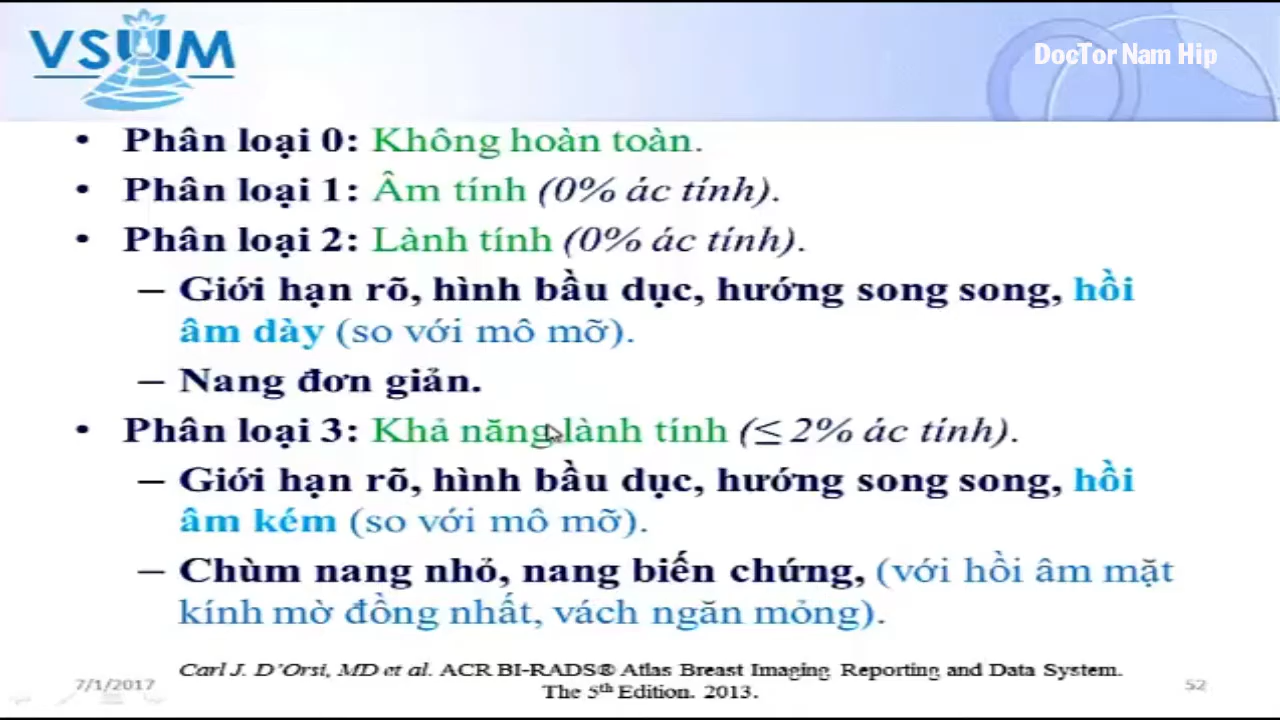 VSUM
DocTor Nam Hip
• Phân loại 0: Không hoàn toàn.
• Phân loại 1: Âm tính (0% ác tính).
• Phân loại 2: Lành tính (0% ác tính).
– Giới hạn rõ, hình bầu dục, hướng song song, hồi
âm dày (so với mô mỡ).
– Nang đơn giản.
• Phân loại 3: Khả năng lành tính (≤ 2% ác tính).
– Giới hạn rõ, hình bầu dục, hướng song song, hồi
âm kém (so với mô mỡ).
– Chùm nang nhỏ, nang biến chứng, (với hồi âm mặt
kính mờ đồng nhất, vách ngăn mỏng).
Carl J. D'Orsi, MD et al. ACR BI-RADS® Atlas Breast Imaging Reporting and Data System.
The 5th Edition. 2013.
7/1/2017
52